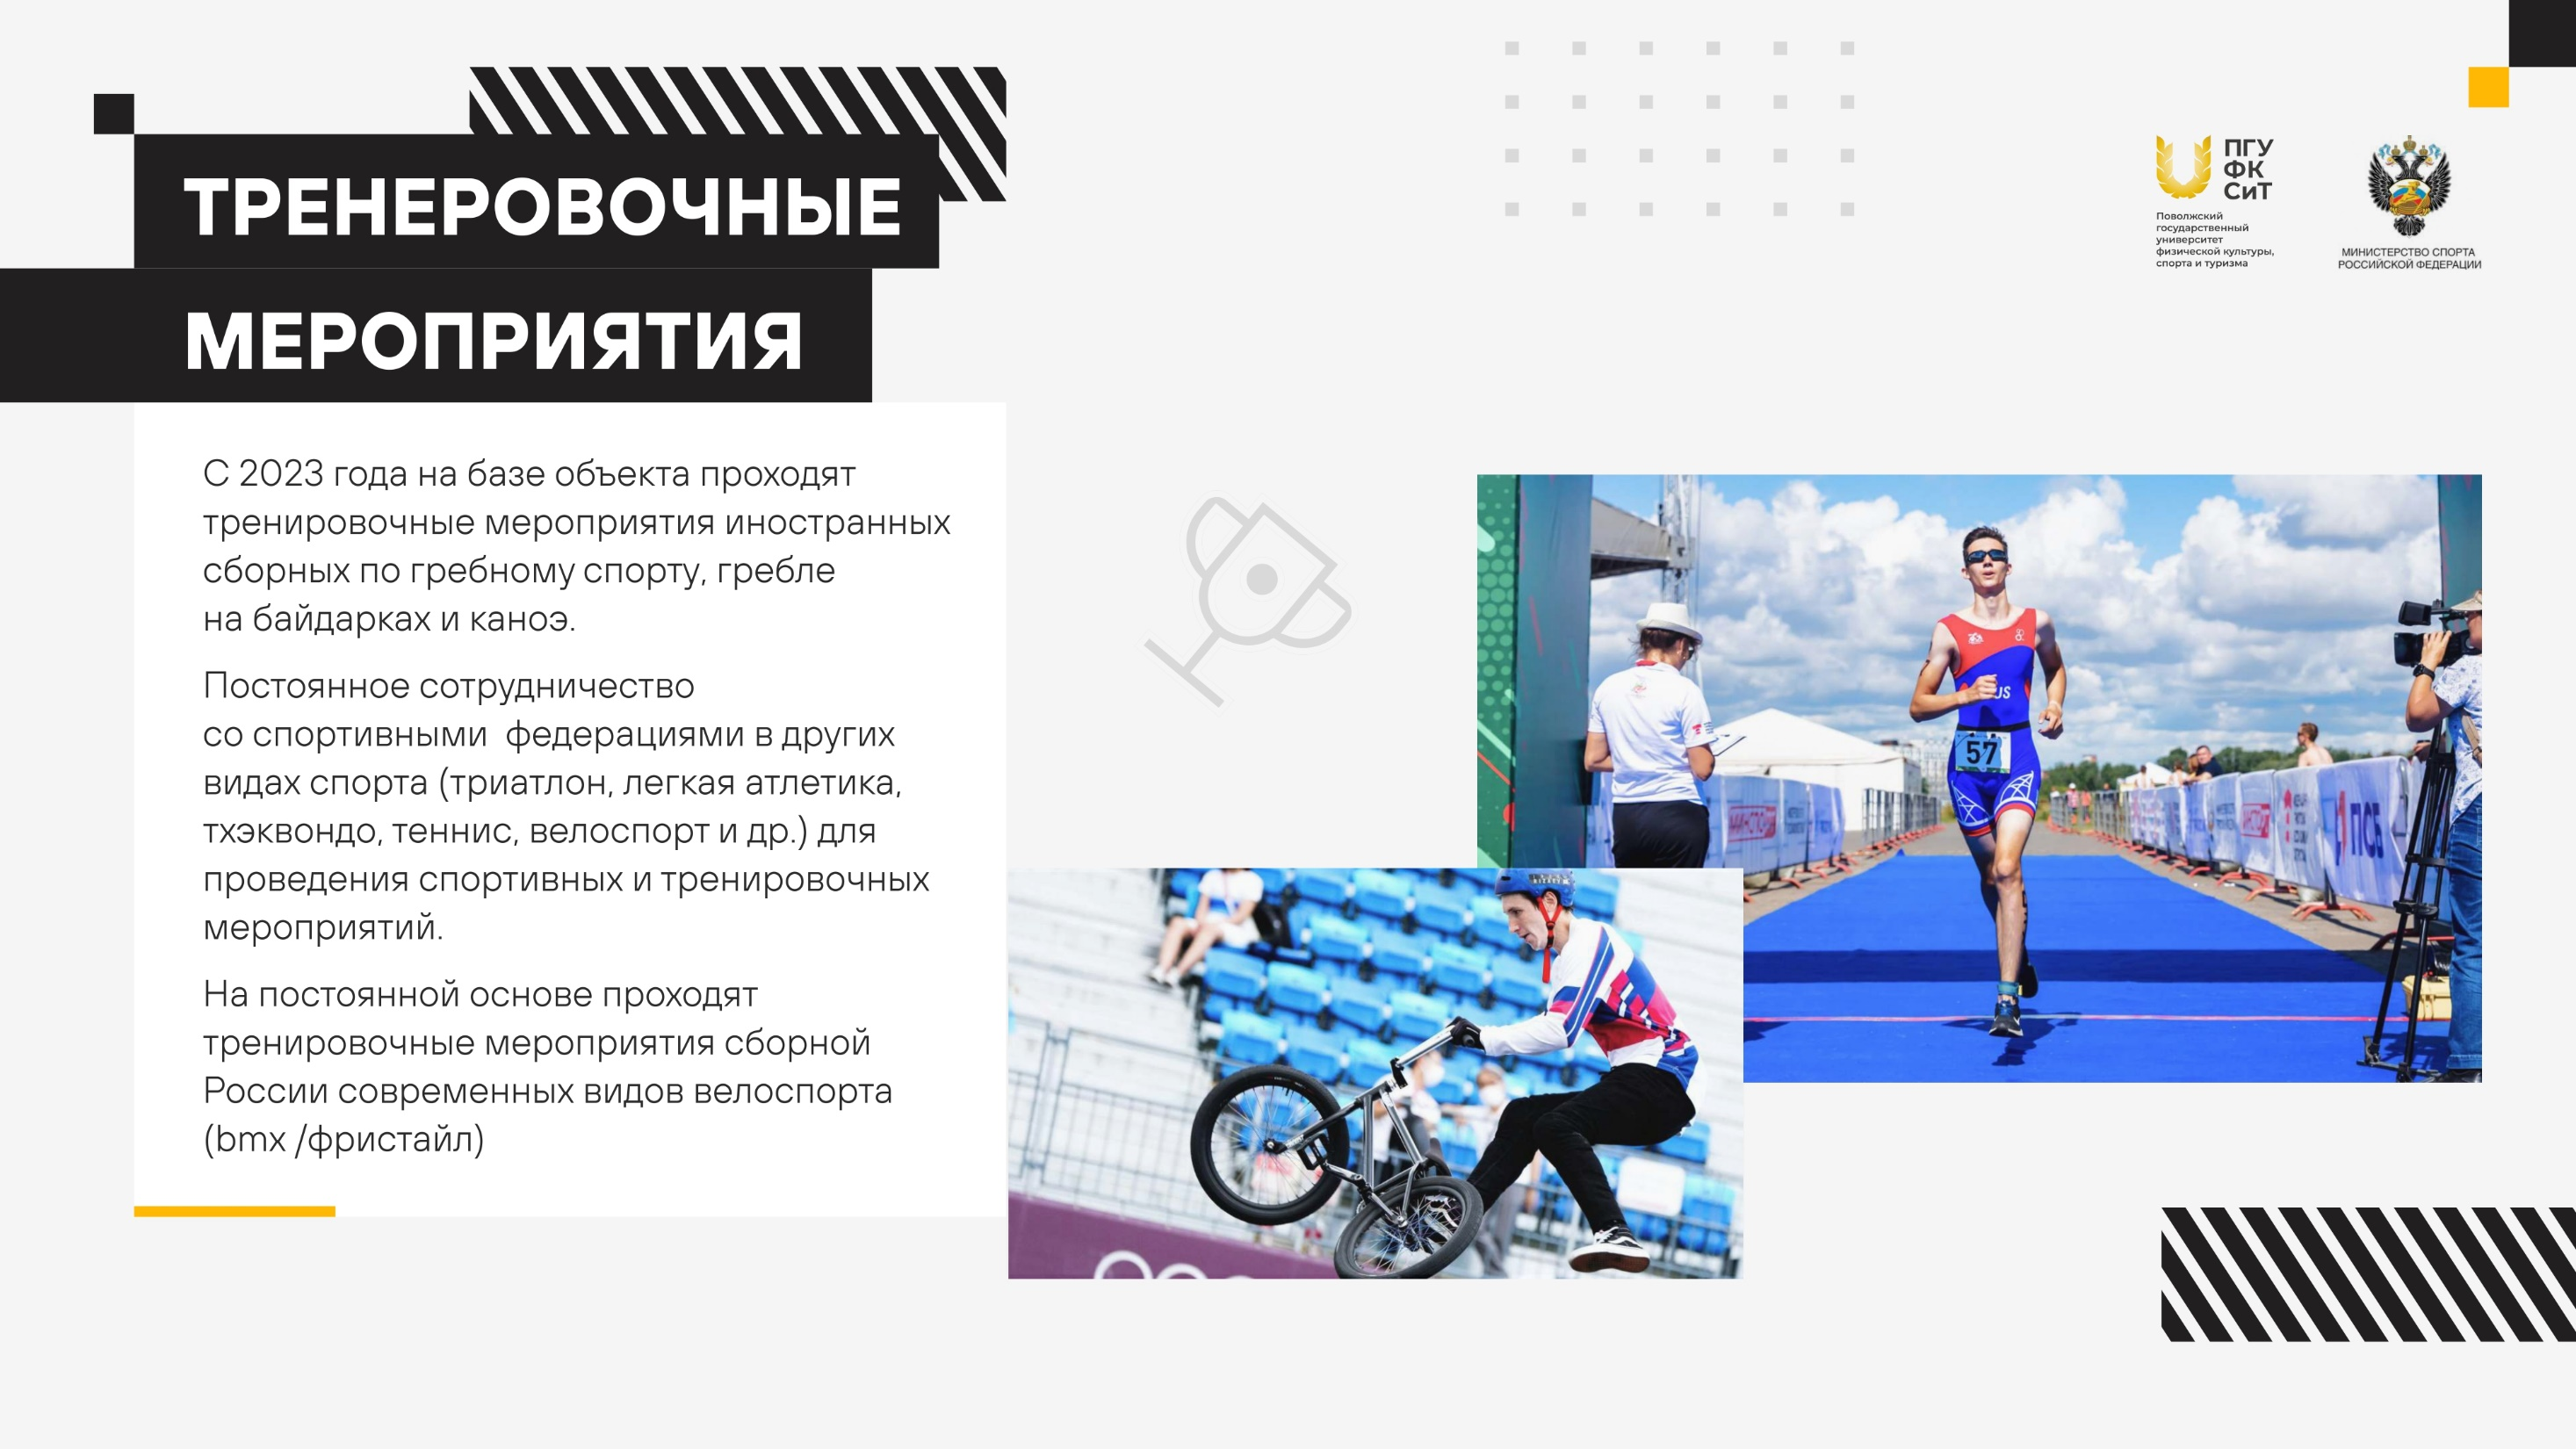 ТРЕНЕРОВОЧНЫЕ
МЕРОПРИЯТИЯ
ПГУ
ФК
СиТ
Поволжский
государственный
университет
физической культуры,
спорта и туризма
МИНИСТЕРСТВО СПОРТА
РОССИЙСКОЙ ФЕДЕРАЦИИ
С 2023 года на базе объекта проходят
тренировочные мероприятия иностранных
сборных по гребному спорту, гребле
на байдарках и каноэ.
Постоянное сотрудничество
со спортивными  федерациями в других
видах спорта (триатлон, легкая атлетика,
тхэквондо, теннис, велоспорт и др.) для
проведения спортивных и тренировочных
мероприятий.
На постоянной основе проходят
тренировочные мероприятия сборной
России современных видов велоспорта
(bmx /фристайл)
57
ПСБ